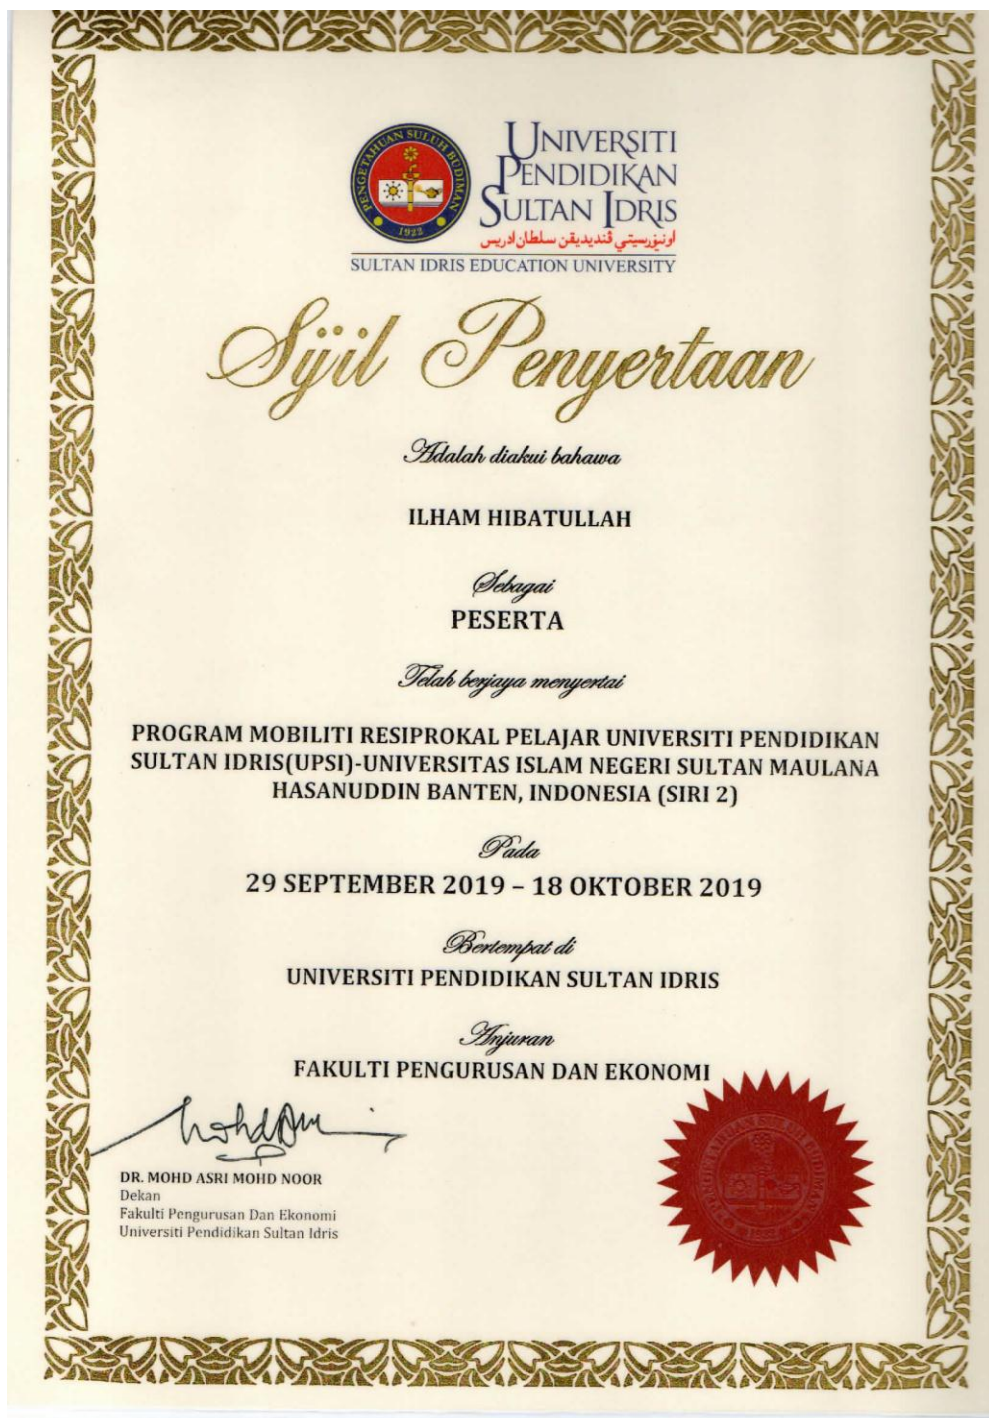 PENGETAHUAN SULUH BUDIMAN
1922
UNIVERSITI
PENDIDIKAN
SULTAN IDRIS
اونيۏرسيتي ڤنديديقن سلطان ادريس
SULTAN IDRIS EDUCATION UNIVERSITY
Sijil Penyertaan
Adalah diakui bahawa
ILHAM HIBATULLAH
Sebagai
PESERTA
Telah berjaya menyertai
PROGRAM MOBILITI RESIPROKAL PELAJAR UNIVERSITI PENDIDIKAN
SULTAN IDRIS(UPSI)-UNIVERSITAS ISLAM NEGERI SULTAN MAULANA
HASANUDDIN BANTEN, INDONESIA (SIRI 2)
Pada
29 SEPTEMBER 2019 – 18 OKTOBER 2019
Bertempat di
UNIVERSITI PENDIDIKAN SULTAN IDRIS
Anjuran
FAKULTI PENGURUSAN DAN EKONOMI
DR. MOHD ASRI MOHD NOOR
Dekan
Fakulti Pengurusan Dan Ekonomi
Universiti Pendidikan Sultan Idris
PENGETAHUAN SULUH BUDIMAN
1922